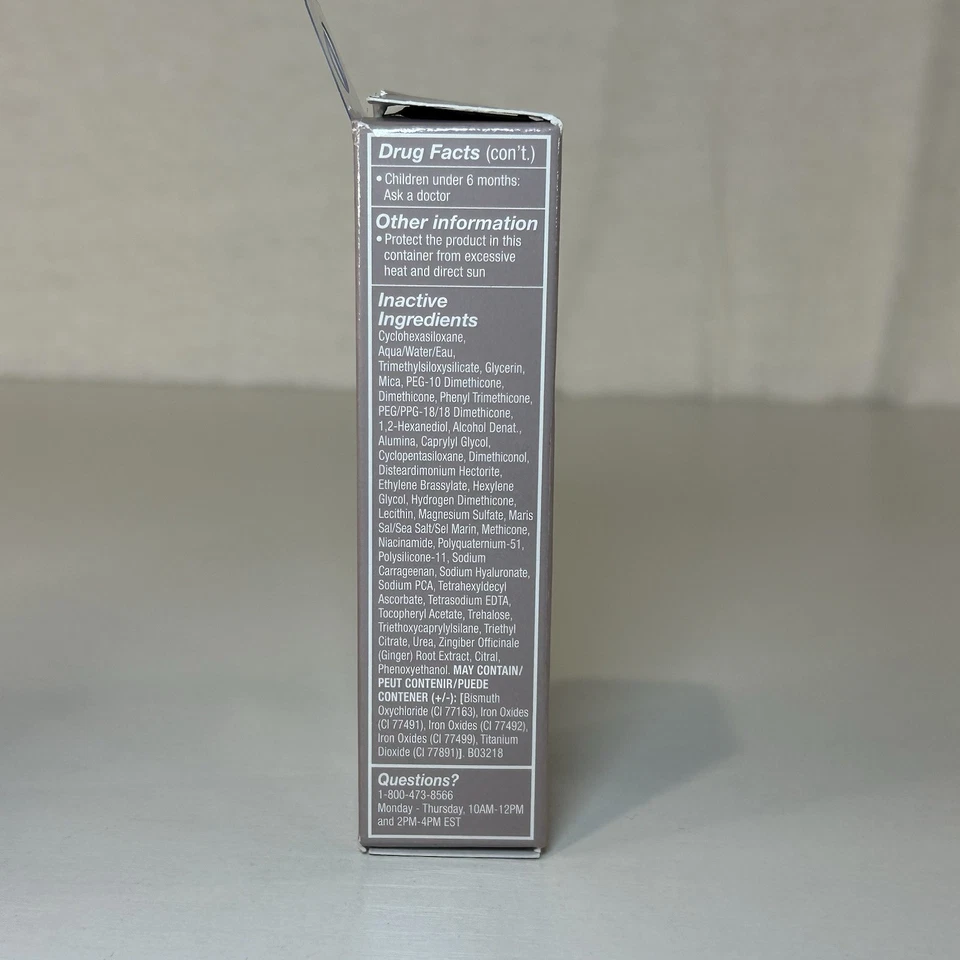 Drug Facts (con't.)
• Children under 6 months:
Ask a doctor
Other information
• Protect the product in this
container from excessive
heat and direct sun
Inactive
Ingredients
Cyclohexasiloxane,
Aqua/Water/Eau,
Trimethylsiloxysilicate, Glycerin,
Mica, PEG-10 Dimethicone,
Dimethicone, Phenyl Trimethicone,
PEG/PPG-18/18 Dimethicone,
1,2-Hexanediol, Alcohol Denat.,
Alumina, Caprylyl Glycol,
Cyclopentasiloxane, Dimethiconol,
Disteardimonium Hectorite,
Ethylene Brassylate, Hexylene
Glycol, Hydrogen Dimethicone,
Lecithin, Magnesium Sulfate, Maris
Sal/Sea Salt/Sel Marin, Methicone,
Niacinamide, Polyquaternium-51,
Polysilicone-11, Sodium
Carrageenan, Sodium Hyaluronate,
Sodium PCA, Tetrahexyldecyl
Ascorbate, Tetrasodium EDTA,
Tocopheryl Acetate, Trehalose,
Triethoxycaprylylsilane, Triethyl
Citrate, Urea, Zingiber Officinale
(Ginger) Root Extract, Citral,
Phenoxyethanol. MAY CONTAIN/
PEUT CONTENIR/PUEDE
CONTENER (+/-): [Bismuth
Oxychloride (CI 77163), Iron Oxides
(CI 77491), Iron Oxides (CI 77492),
Iron Oxides (CI 77499), Titanium
Dioxide (CI 77891)]. B03218
Questions?
1-800-473-8566
Monday - Thursday, 10AM-12PM
and 2PM-4PM EST